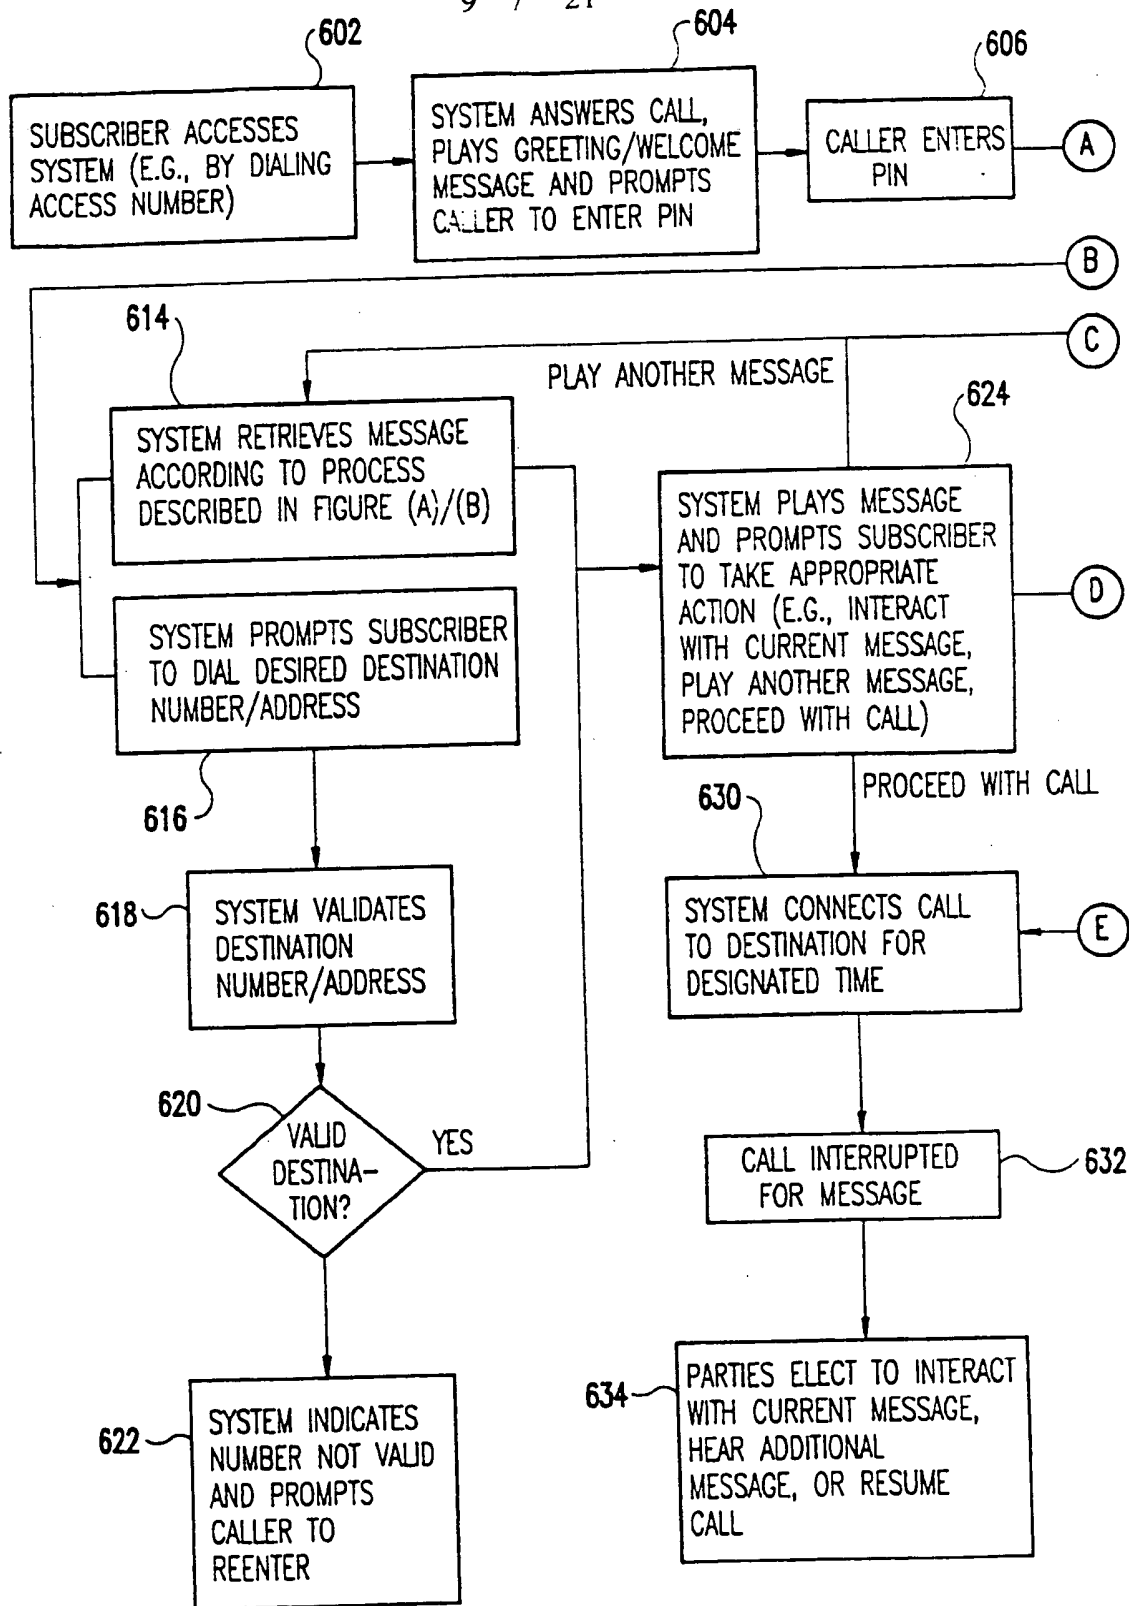 9 / 21
602
604
606
SUBSCRIBER ACCESSES
SYSTEM (E.G., BY DIALING
ACCESS NUMBER)
SYSTEM ANSWERS CALL,
PLAYS GREETING/WELCOME
MESSAGE AND PROMPTS
CALLER TO ENTER PIN
CALLER ENTERS
PIN
A
B
C
614
PLAY ANOTHER MESSAGE
624
SYSTEM RETRIEVES MESSAGE
ACCORDING TO PROCESS
DESCRIBED IN FIGURE (A)/(B)
SYSTEM PROMPTS SUBSCRIBER
TO DIAL DESIRED DESTINATION
NUMBER/ADDRESS
616
SYSTEM PLAYS MESSAGE
AND PROMPTS SUBSCRIBER
TO TAKE APPROPRIATE
ACTION (E.G., INTERACT
WITH CURRENT MESSAGE,
PLAY ANOTHER MESSAGE,
PROCEED WITH CALL)
D
PROCEED WITH CALL
630
618
SYSTEM VALIDATES
DESTINATION
NUMBER/ADDRESS
SYSTEM CONNECTS CALL
TO DESTINATION FOR
DESIGNATED TIME
E
620
VALID
DESTINA-
TION?
YES
CALL INTERRUPTED
FOR MESSAGE
632
622
SYSTEM INDICATES
NUMBER NOT VALID
AND PROMPTS
CALLER TO
REENTER
634
PARTIES ELECT TO INTERACT
WITH CURRENT MESSAGE,
HEAR ADDITIONAL
MESSAGE, OR RESUME
CALL